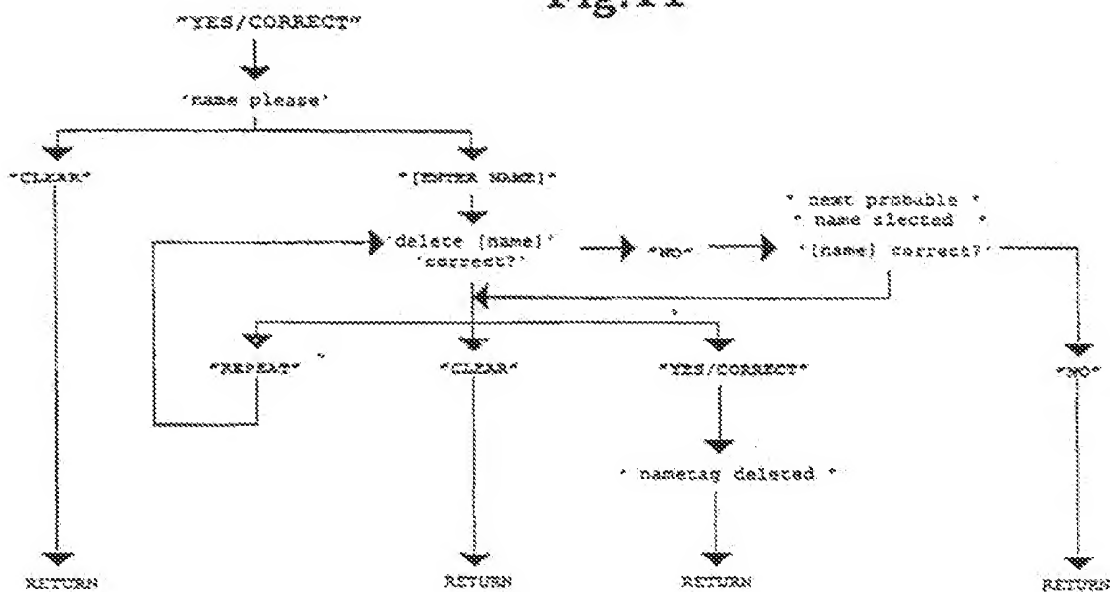 "YES/CORRECT"
'name please'
"CLEAR"
"[ENTER NAME]"
* next probable *
* name slected *
'delete [name]'
'correct?'
"NO"
'[name] correct?'
"REPEAT"
"CLEAR"
"YES/CORRECT"
"NO"
* nametag deleted *
RETURN
RETURN
RETURN
RETURN